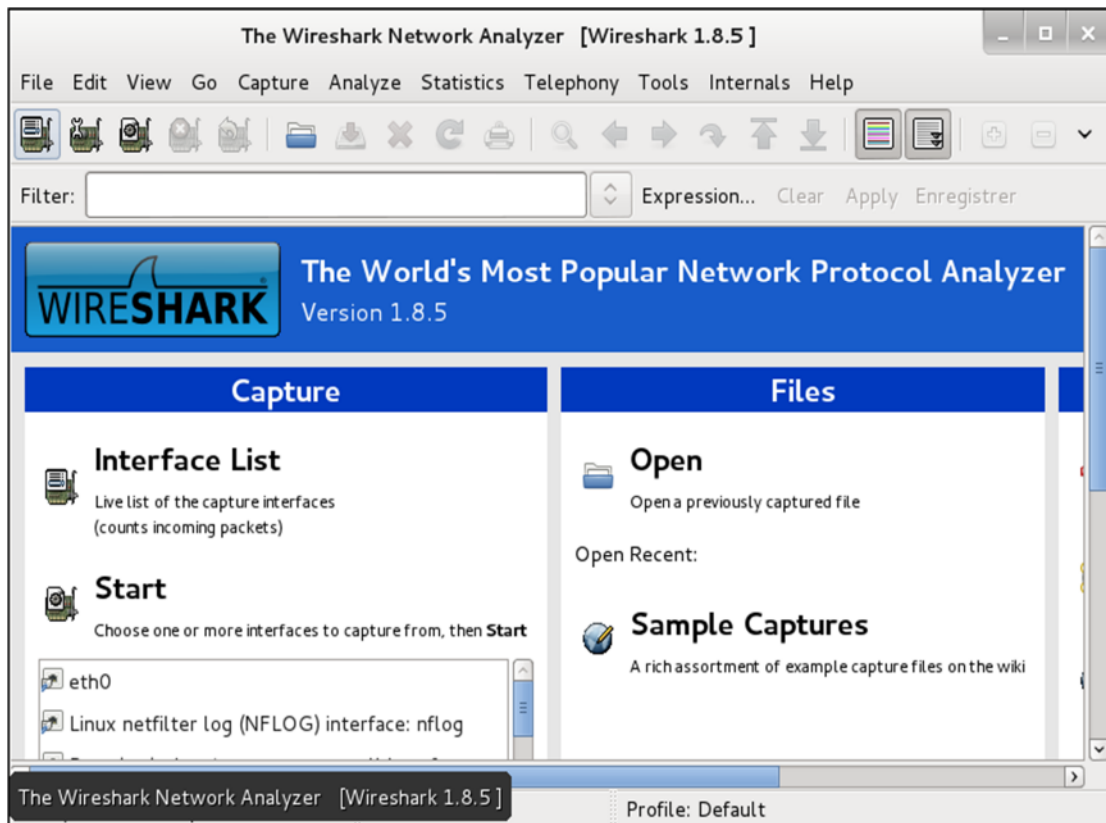 The Wireshark Network Analyzer [Wireshark 1.8.5 ]
File Edit View Go Capture Analyze Statistics Telephony Tools Internals Help
Filter: Expression... Clear Apply Enregistrer
WIRESHARK
The World's Most Popular Network Protocol Analyzer
Version 1.8.5
Capture
Interface List
Live list of the capture interfaces
(counts incoming packets)
Start
Choose one or more interfaces to capture from, then Start
eth0
Linux netfilter log (NFLOG) interface: nflog
Files
Open
Open a previously captured file
Open Recent:
Sample Captures
A rich assortment of example capture files on the wiki
The Wireshark Network Analyzer [Wireshark 1.8.5 ]
Profile: Default